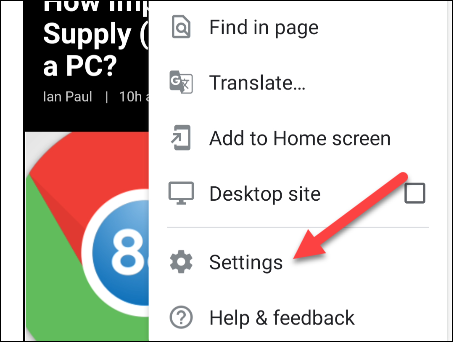 How Imp
Supply (
a PC?
Ian Paul | 10h a
8
Find in page
Translate...
Add to Home screen
Desktop site
Settings
Help & feedback